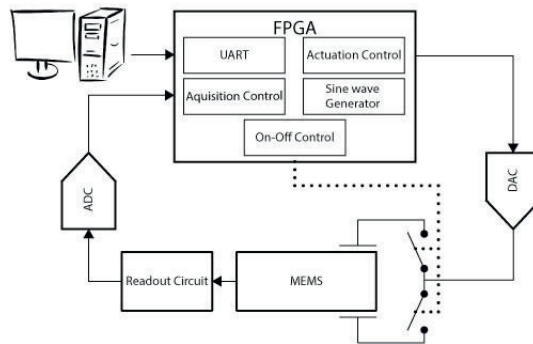 FPGA
UART
Actuation Control
Aquisition Control
Sine wave
Generator
On-Off Control
ADC
DAC
Readout Circuit
MEMS